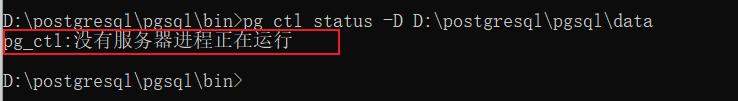 D:\postgresql\pgsql\bin>pg_ctl status -D D:\postgresql\pgsql\data
pg_ctl:没有服务器进程正在运行
D:\postgresql\pgsql\bin>